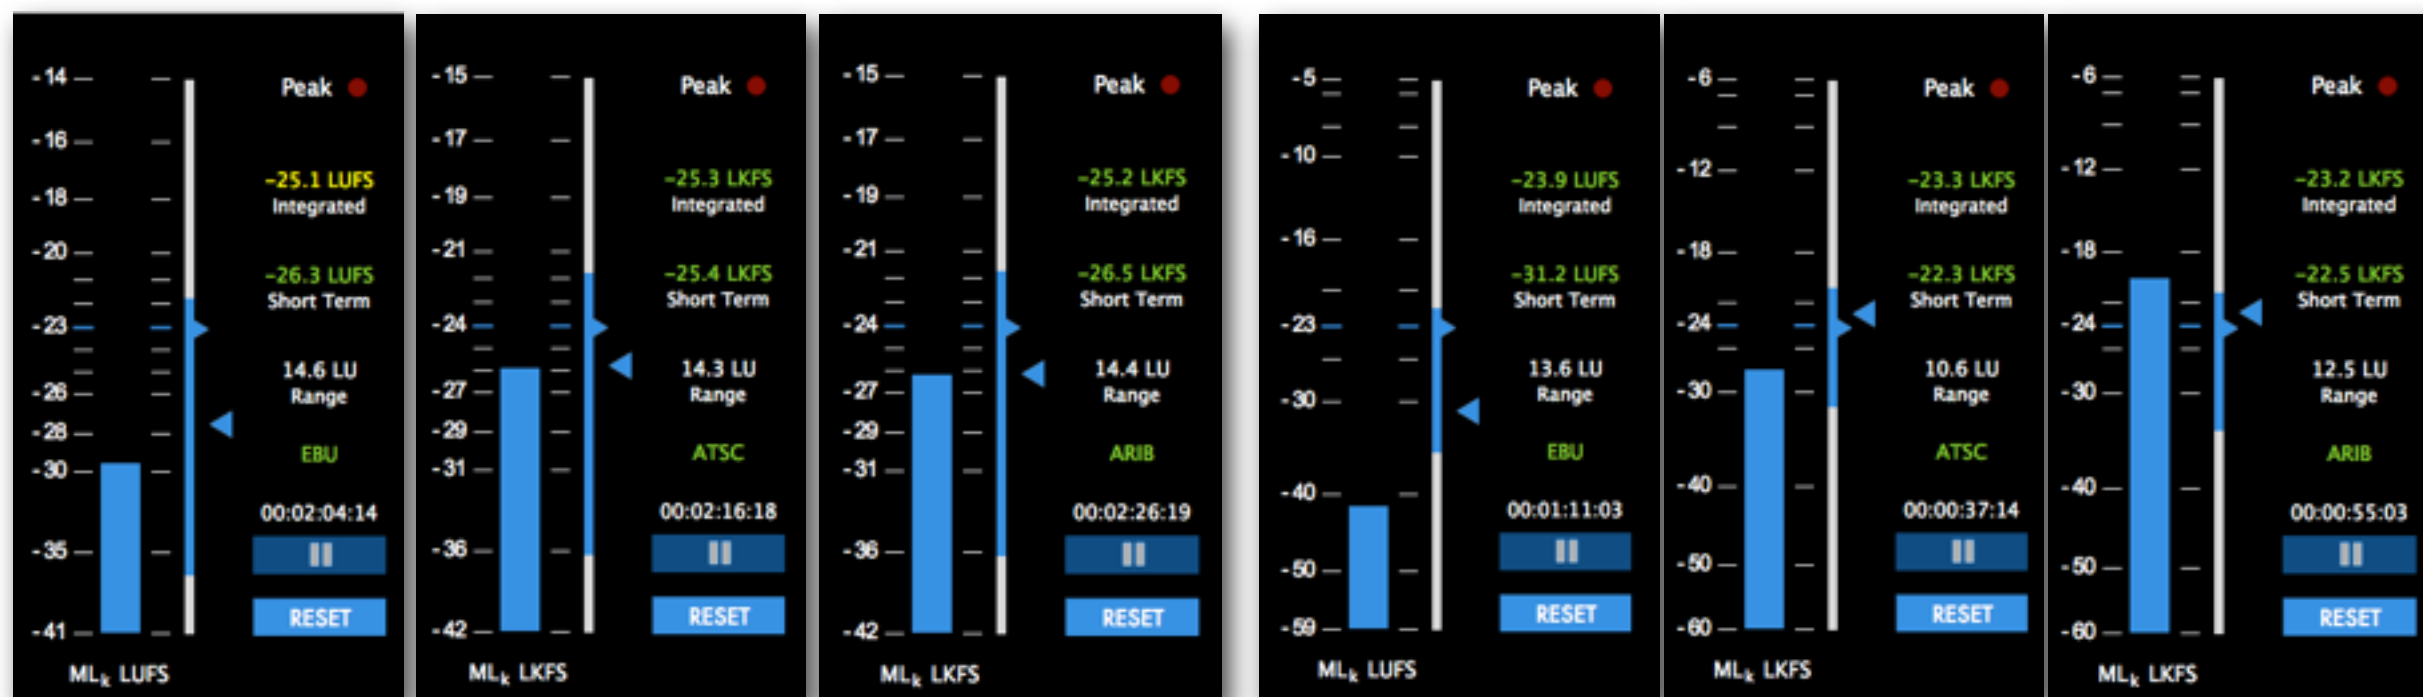 -14
-16
-18
-20
-23
-26
-28
-30
-35
-41
Peak
-25.1 LUFS
Integrated
-26.3 LUFS
Short Term
14.6 LU
Range
EBU
00:02:04:14
RESET
MLk LUFS
-15
-17
-19
-21
-24
-27
-29
-31
-36
-42
Peak
-25.3 LKFS
Integrated
-25.4 LKFS
Short Term
14.3 LU
Range
ATSC
00:02:16:18
RESET
MLk LKFS
-15
-17
-19
-21
-24
-27
-29
-31
-36
-42
Peak
-25.2 LKFS
Integrated
-26.5 LKFS
Short Term
14.4 LU
Range
ARIB
00:02:26:19
RESET
MLk LKFS
-5
-10
-16
-23
-30
-40
-50
-59
Peak
-23.9 LUFS
Integrated
-31.2 LUFS
Short Term
13.6 LU
Range
EBU
00:01:11:03
RESET
MLk LUFS
-6
-12
-18
-24
-30
-40
-50
-60
Peak
-23.3 LKFS
Integrated
-22.3 LKFS
Short Term
10.6 LU
Range
ATSC
00:00:37:14
RESET
MLk LKFS
-6
-12
-18
-24
-30
-40
-50
-60
Peak
-23.2 LKFS
Integrated
-22.5 LKFS
Short Term
12.5 LU
Range
ARIB
00:00:55:03
RESET
MLk LKFS